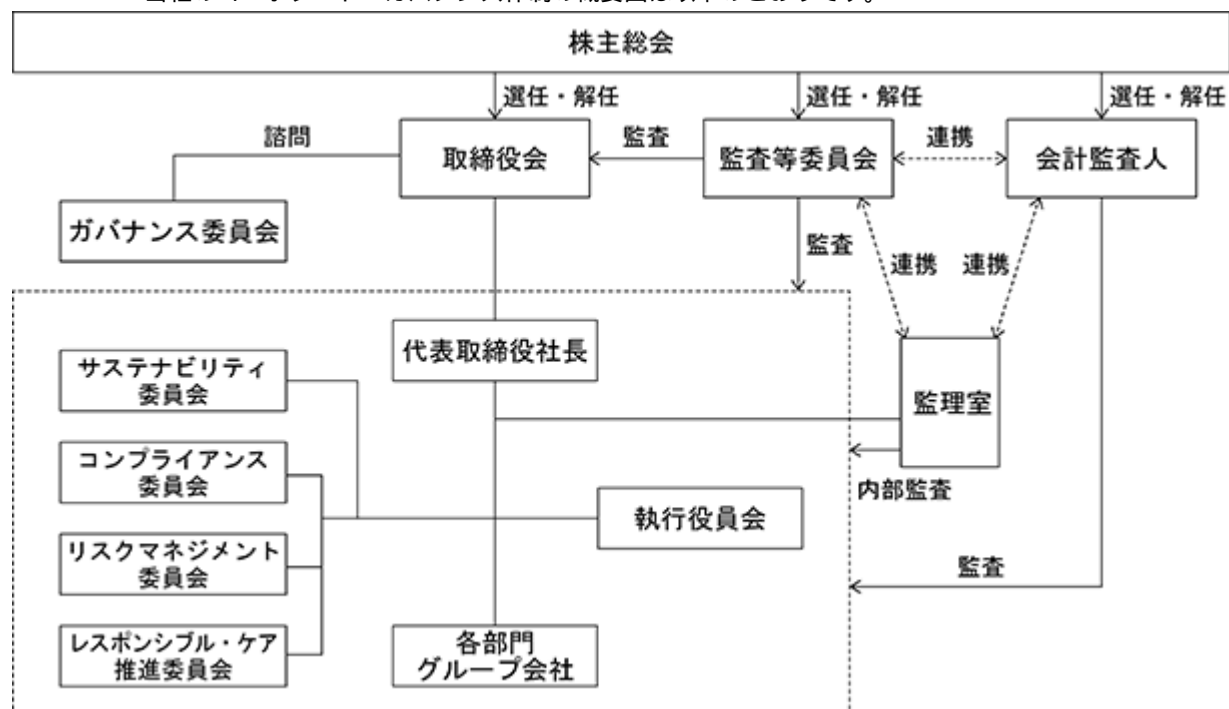 株主総会
選任・解任
選任・解任
選任・解任
諮問
取締役会
監査
監査等委員会
連携
会計監査人
ガバナンス委員会
監査
連携
連携
代表取締役社長
サステナビリティ
委員会
監理室
コンプライアンス
委員会
内部監査
執行役員会
リスクマネジメント
委員会
監査
レスポンシブル・ケア
推進委員会
各部門
グループ会社